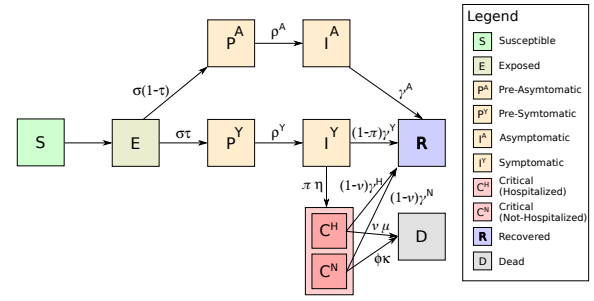 P^A
ρ^A
I^A
σ(1-τ)
γ^A
S
E
στ
P^Y
ρ^Y
I^Y
(1-π)γ^Y
R
π η
(1-ν)γ^H
(1-ν)γ^N
C^H
ν μ
D
C^N
ϕκ
Legend
S Susceptible
E Exposed
P^A Pre-Asymtomatic
P^Y Pre-Symtomatic
I^A Asymptomatic
I^Y Symptomatic
C^H Critical
(Hospitalized)
C^N Critical
(Not-Hospitalized)
R Recovered
D Dead